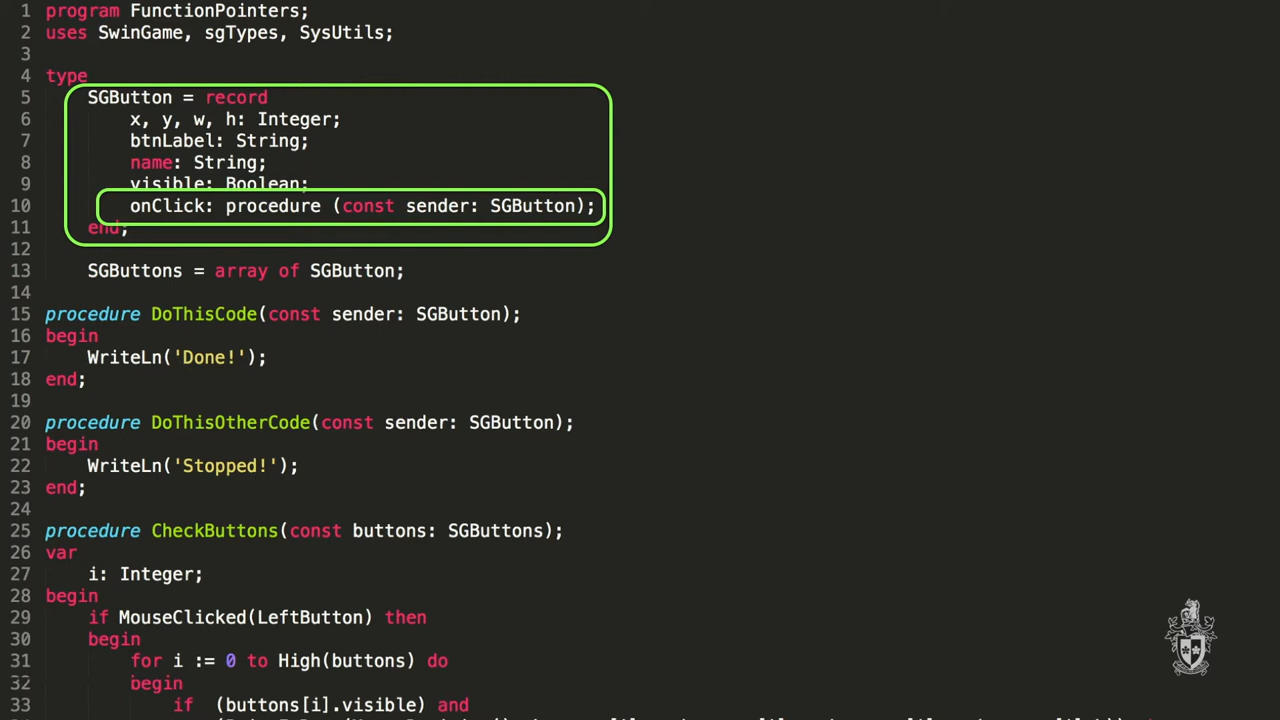 1 program FunctionPointers;
2 uses SwinGame, sgTypes, SysUtils;
3
4 type
5 SGButton = record
6 x, y, w, h: Integer;
7 btnLabel: String;
8 name: String;
9 visible: Boolean;
10 onClick: procedure (const sender: SGButton);
11 end;
12
13 SGButtons = array of SGButton;
14
15 procedure DoThisCode(const sender: SGButton);
16 begin
17 WriteLn('Done!');
18 end;
19
20 procedure DoThisOtherCode(const sender: SGButton);
21 begin
22 WriteLn('Stopped!');
23 end;
24
25 procedure CheckButtons(const buttons: SGButtons);
26 var
27 i: Integer;
28 begin
29 if MouseClicked(LeftButton) then
30 begin
31 for i := 0 to High(buttons) do
32 begin
33 if (buttons[i].visible) and